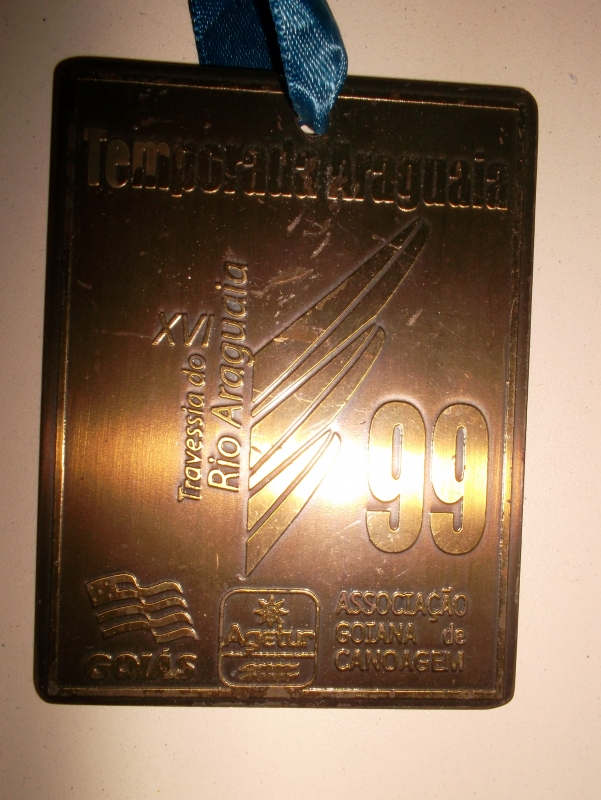 Temporada Araguaia
XVI
Travessia do
Rio Araguaia
99
GOIÁS
Agetur
ASSOCIAÇÃO
GOIANA de
CANOAGEM